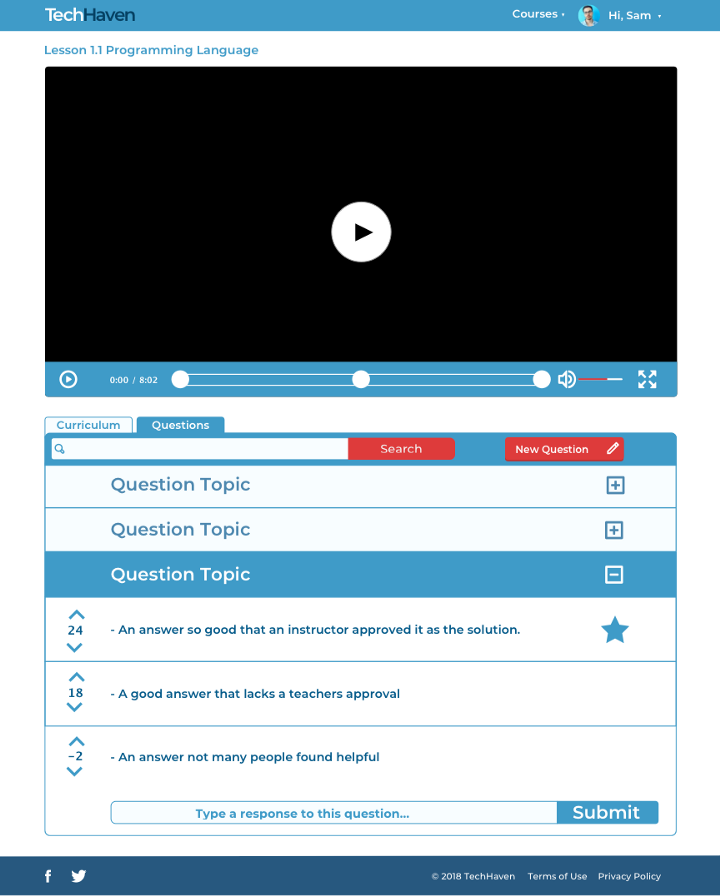 TechHaven
Courses
Hi, Sam
Lesson 1.1 Programming Language
0:00 / 8:02
Curriculum
Questions
Search
New Question
Question Topic
Question Topic
Question Topic
24
- An answer so good that an instructor approved it as the solution.
18
- A good answer that lacks a teachers approval
-2
- An answer not many people found helpful
Type a response to this question...
Submit
© 2018 TechHaven
Terms of Use
Privacy Policy